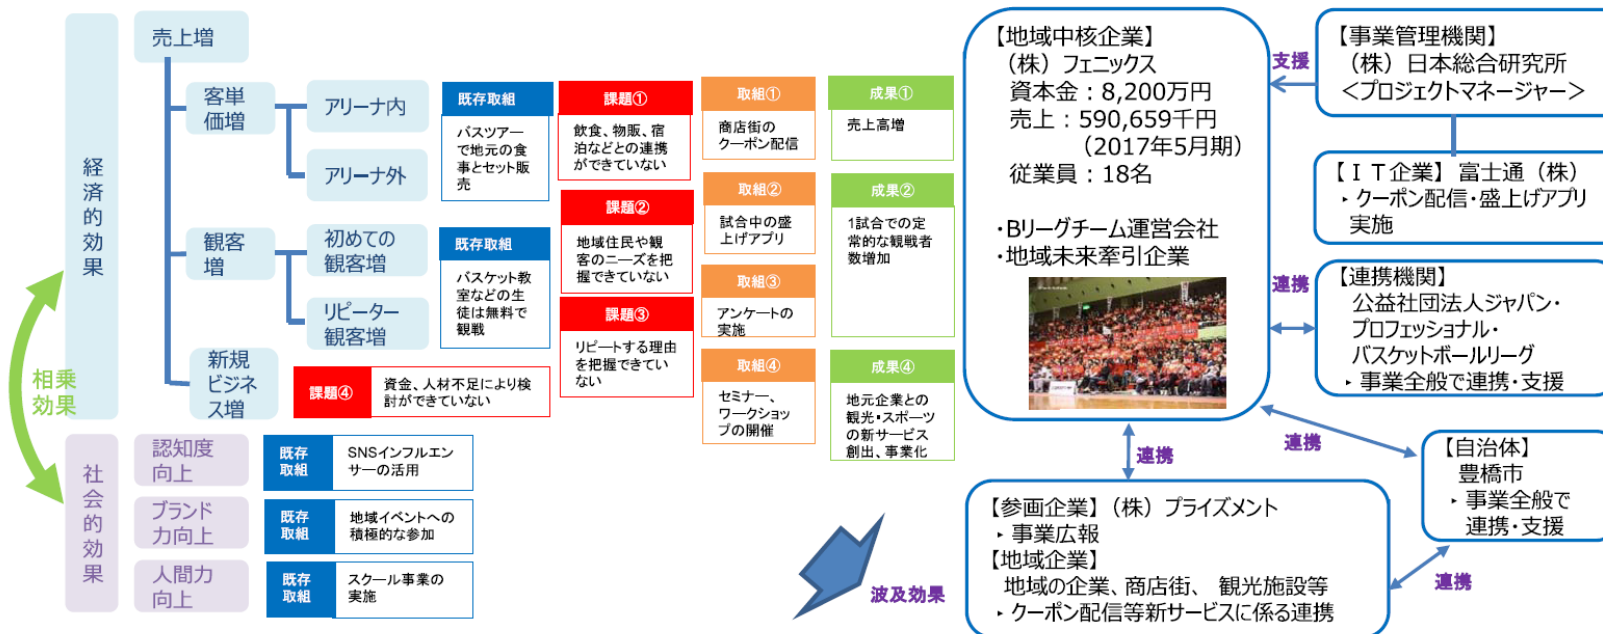 経済的効果
売上増
客単
価増
アリーナ内
アリーナ外
観客
増
初めての
観客増
リピーター
観客増
新規
ビジネ
ス増
相乗
効果
社会的効果
認知度
向上
ブランド
力向上
人間力
向上
既存取組
バスツアー
で地元の食
事とセット販
売
既存取組
バスケット教
室などの生
徒は無料で
観戦
課題①
飲食、物販、宿
泊などとの連携
ができていない
課題②
地域住民や観
客のニーズを把
握できていない
課題③
リピートする理由
を把握できてい
ない
課題④
資金、人材不足により検
討ができていない
取組①
商店街の
クーポン配信
取組②
試合中の盛
上げアプリ
取組③
アンケートの
実施
取組④
セミナー、
ワークショッ
プの開催
成果①
売上高増
成果②
1試合での定
常的な観戦者
数増加
成果④
地元企業との
観光・スポーツ
の新サービス
創出、事業化
既存
取組
SNSインフルエン
サーの活用
既存
取組
地域イベントへの
積極的な参加
既存
取組
スクール事業の
実施
【地域中核企業】
（株）フェニックス
資本金：8,200万円
売上：590,659千円
（2017年5月期）
従業員：18名
・Bリーグチーム運営会社
・地域未来牽引企業
支援
【事業管理機関】
（株）日本総合研究所
＜プロジェクトマネージャー＞
【ＩＴ企業】富士通（株）
‣ クーポン配信・盛上げアプリ
実施
連携
【連携機関】
公益社団法人ジャパン・
プロフェッショナル・
バスケットボールリーグ
‣ 事業全般で連携・支援
連携
【自治体】
豊橋市
‣ 事業全般で
連携・支援
連携
【参画企業】（株）プライズメント
‣ 事業広報
【地域企業】
地域の企業、商店街、 観光施設等
‣ クーポン配信等新サービスに係る連携
連携
波及効果